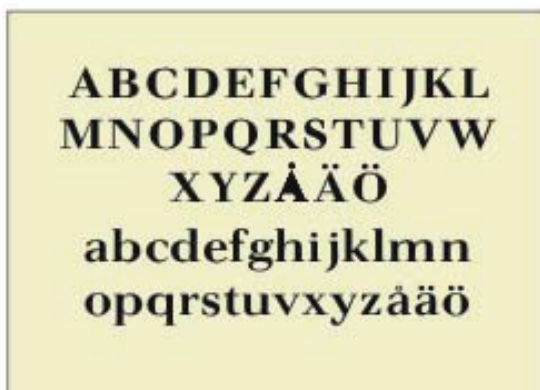 ABCDEFGHIJKL
MNOPQRSTUVW
XYZÅÄÖ
abcdefghijklmn
opqrstuvxyzåäö